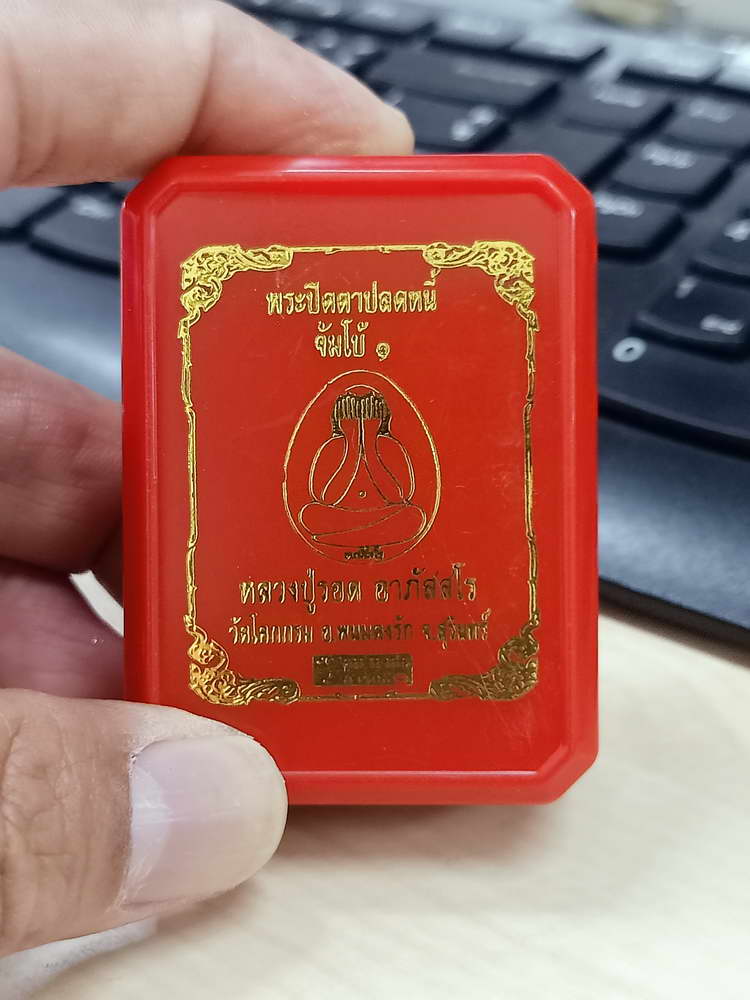 พระปิดตาปลดหนี้
จัมโบ้ ๑
หลวงปู่รอด อาภัสสโร
วัดโคกกรม อ.พนมดงรัก จ.สุรินทร์